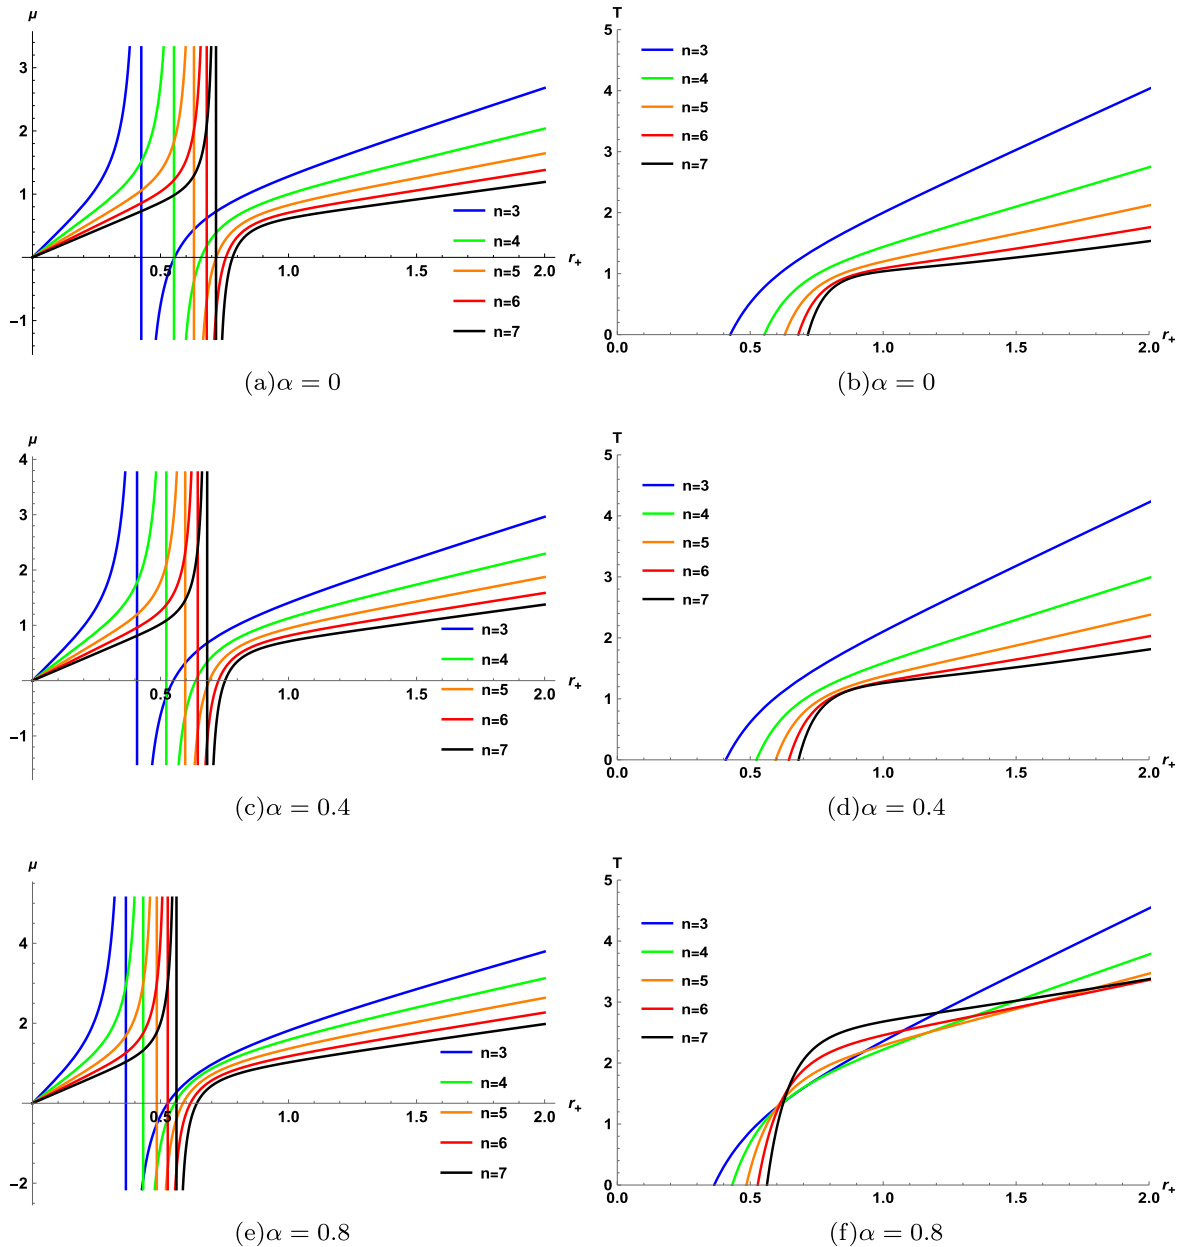 μ
3
2
1
−1
0.5
1.0
1.5
2.0
r+
n=3
n=4
n=5
n=6
n=7
(a)α = 0
T
5
4
3
2
1
0
0.0
0.5
1.0
1.5
2.0
r+
n=3
n=4
n=5
n=6
n=7
(b)α = 0
μ
4
3
2
1
−1
0.5
1.0
1.5
2.0
r+
n=3
n=4
n=5
n=6
n=7
(c)α = 0.4
T
5
4
3
2
1
0
0.0
0.5
1.0
1.5
2.0
r+
n=3
n=4
n=5
n=6
n=7
(d)α = 0.4
μ
4
2
−2
0.5
1.0
1.5
2.0
r+
n=3
n=4
n=5
n=6
n=7
(e)α = 0.8
T
5
4
3
2
1
0
0.0
0.5
1.0
1.5
2.0
r+
n=3
n=4
n=5
n=6
n=7
(f)α = 0.8